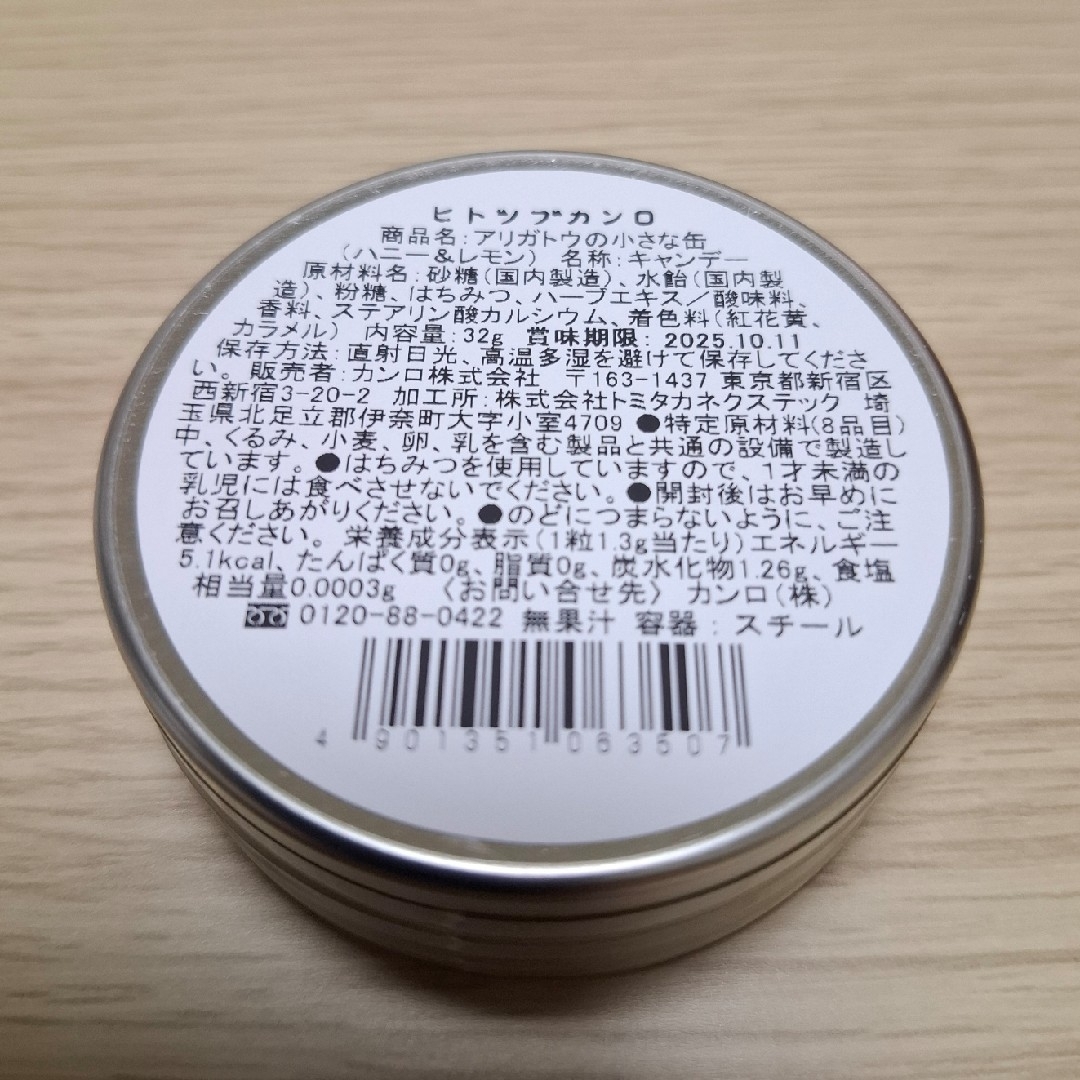 ヒトツブカンロ
商品名:アリガトウの小さな缶
(ハニー&レモン) 名称:キャンデー
原材料名:砂糖(国内製造)、水飴(国内製
造)、粉糖、はちみつ、ハーブエキス/酸味料、
香料、ステアリン酸カルシウム、着色料(紅花黄、
カラメル) 内容量:32g 賞味期限:2025.10.11
保存方法:直射日光、高温多湿を避けて保存してくださ
い。販売者:カンロ株式会社 〒163-1437 東京都新宿区
西新宿3-20-2 加工所:株式会社トミタカネクステック 埼
玉県北足立郡伊奈町大字小室4709 ●特定原材料(8品目)
中、くるみ、小麦、卵、乳を含む製品と共通の設備で製造し
ています。●はちみつを使用していますので、1才未満の
乳児には食べさせないでください。●開封後はお早めに
お召しあがりください。●のどにつまらないように、ご注
意ください。栄養成分表示(1粒1.3g当たり)エネルギー
5.1kcal、たんぱく質0g、脂質0g、炭水化物1.26g、食塩
相当量0.0003g 〈お問い合せ先〉カンロ(株)
0120-88-0422 無果汁 容器:スチール
4 901351 063507